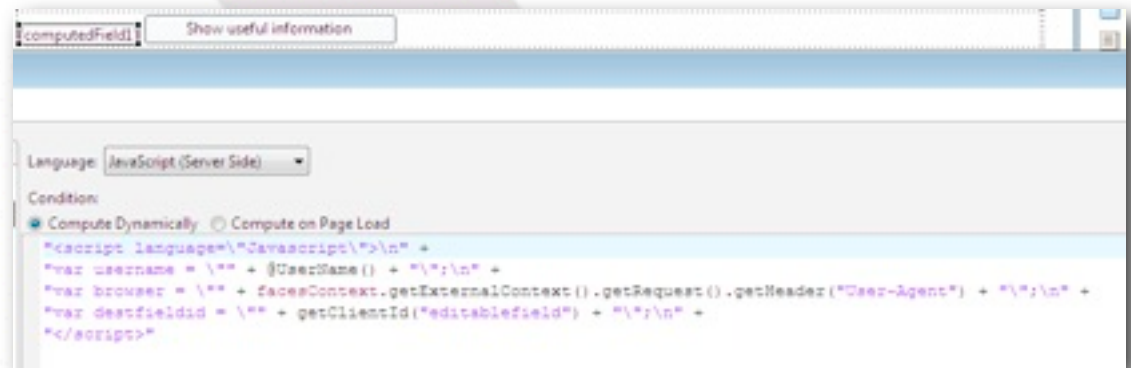 computedField1 Show useful information
Language: JavaScript (Server Side)
Condition:
Compute Dynamically Compute on Page Load
"<script language=\"Javascript\">\n" +
"var username = \"" + @UserName() + "\";\n" +
"var browser = \"" + facesContext.getExternalContext().getRequest().getHeader("User-Agent") + "\";\n" +
"var destfieldid = \"" + getClientId("editablefield") + "\";\n" +
"</script>"